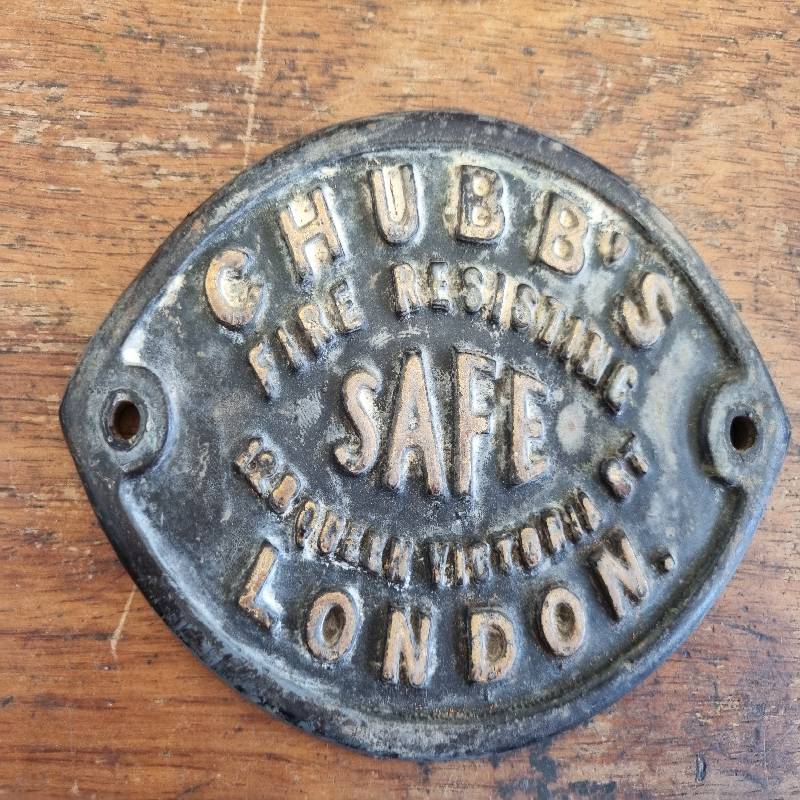 CHUBB'S
FIRE RESISTING
SAFE
128 QUEEN VICTORIA ST
LONDON.